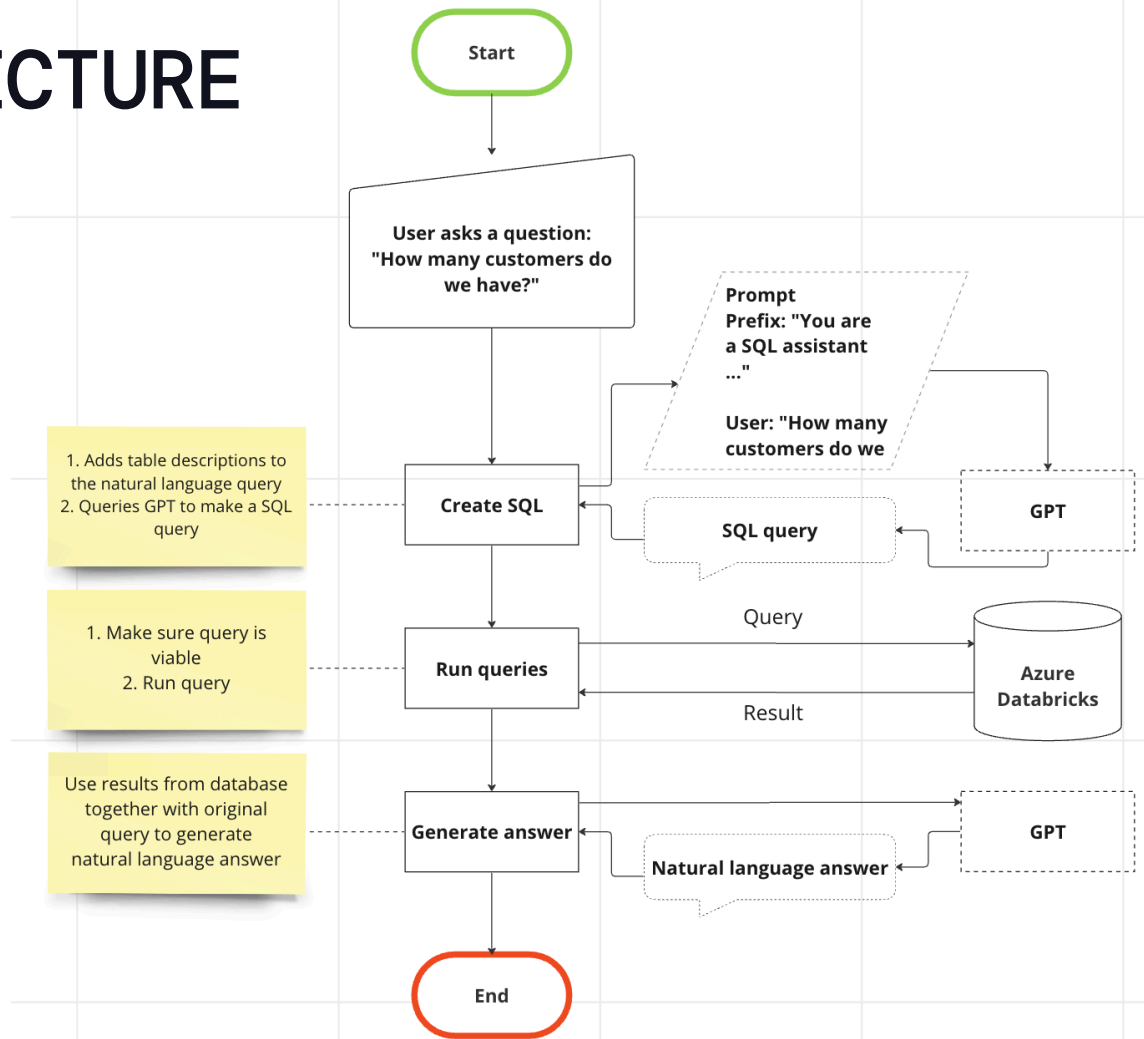 ECTURE
Start
User asks a question:
"How many customers do
we have?"
Prompt
Prefix: "You are
a SQL assistant
..."
User: "How many
customers do we
1. Adds table descriptions to
the natural language query
2. Queries GPT to make a SQL
query
Create SQL
SQL query
GPT
1. Make sure query is
viable
2. Run query
Run queries
Query
Result
Azure
Databricks
Use results from database
together with original
query to generate
natural language answer
Generate answer
Natural language answer
GPT
End